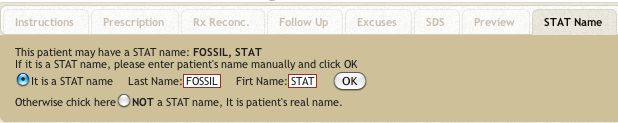 Instructions Prescription Rx Reconc. Follow Up Excuses SDS Preview STAT Name
This patient may have a STAT name: FOSSIL, STAT
If it is a STAT name, please enter patient's name manually and click OK
It is a STAT name Last Name: FOSSIL Firt Name: STAT OK
Otherwise chick here NOT a STAT name, It is patient's real name.